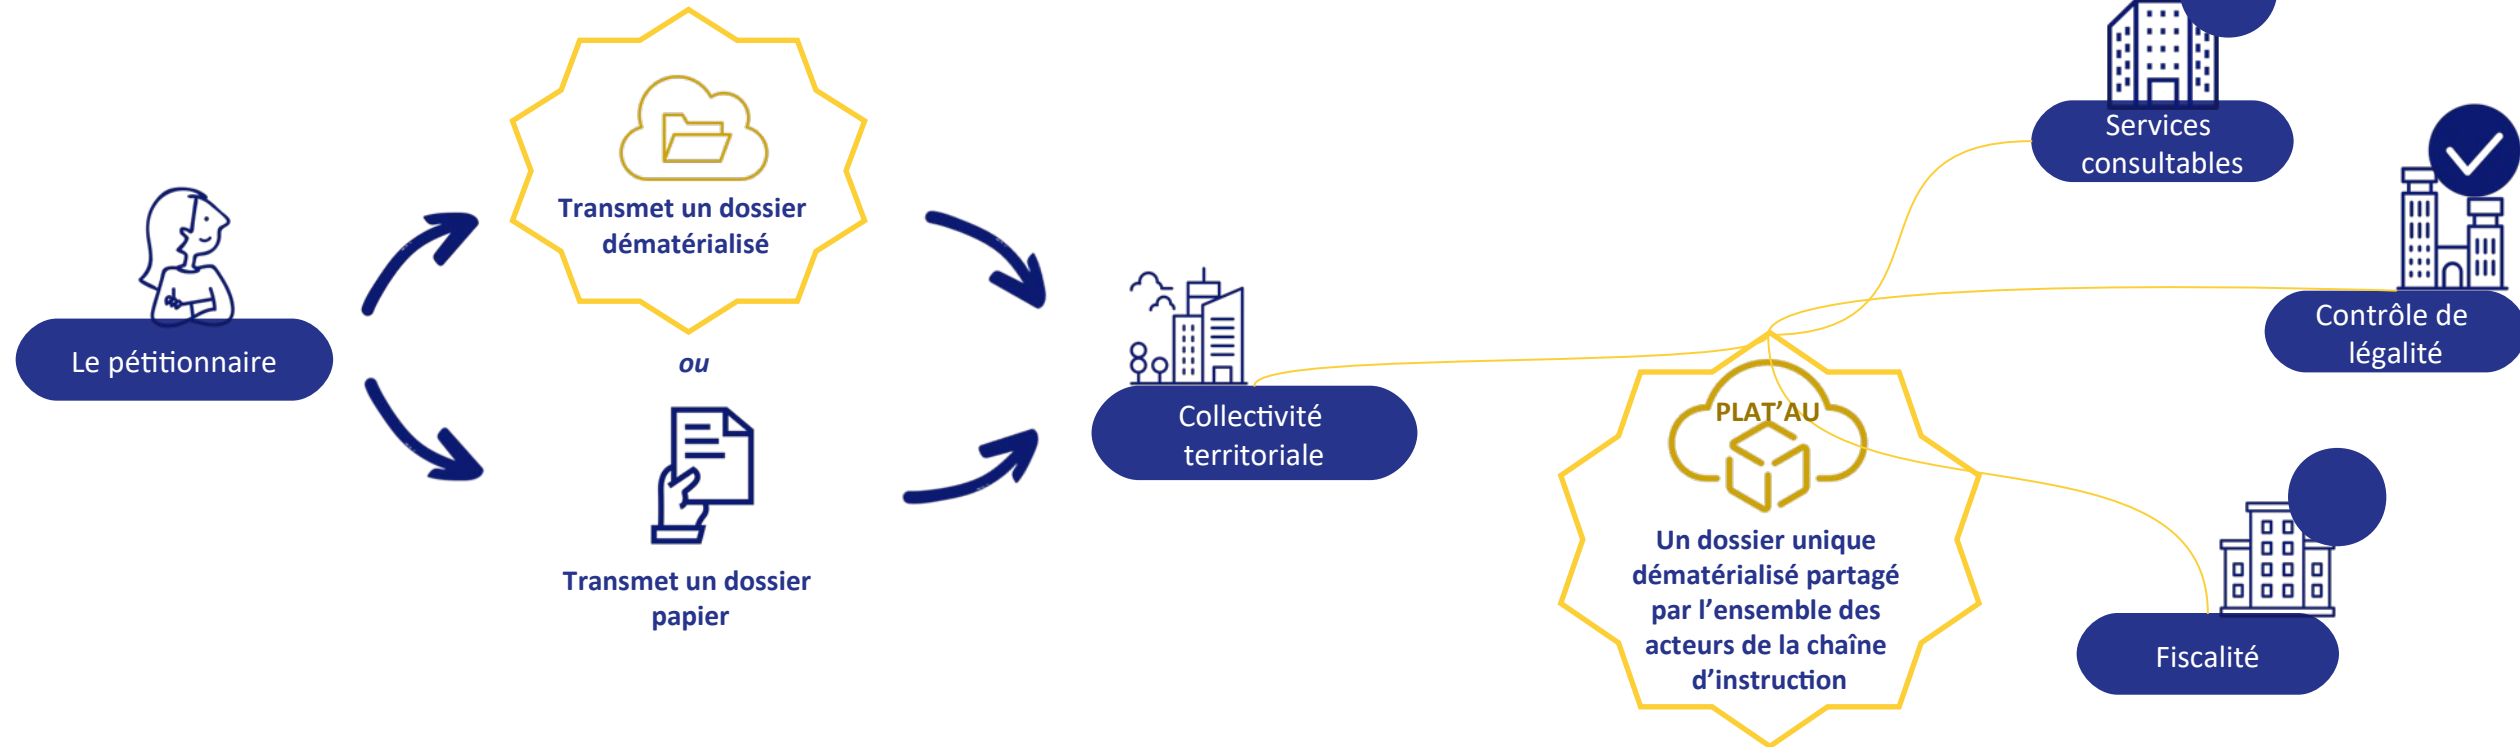 Le pétitionnaire
Transmet un dossier
dématérialisé
ou
Transmet un dossier
papier
Collectivité
territoriale
PLAT’AU
Un dossier unique
dématérialisé partagé
par l’ensemble des
acteurs de la chaîne
d’instruction
Services
consultables
Contrôle de
légalité
Fiscalité